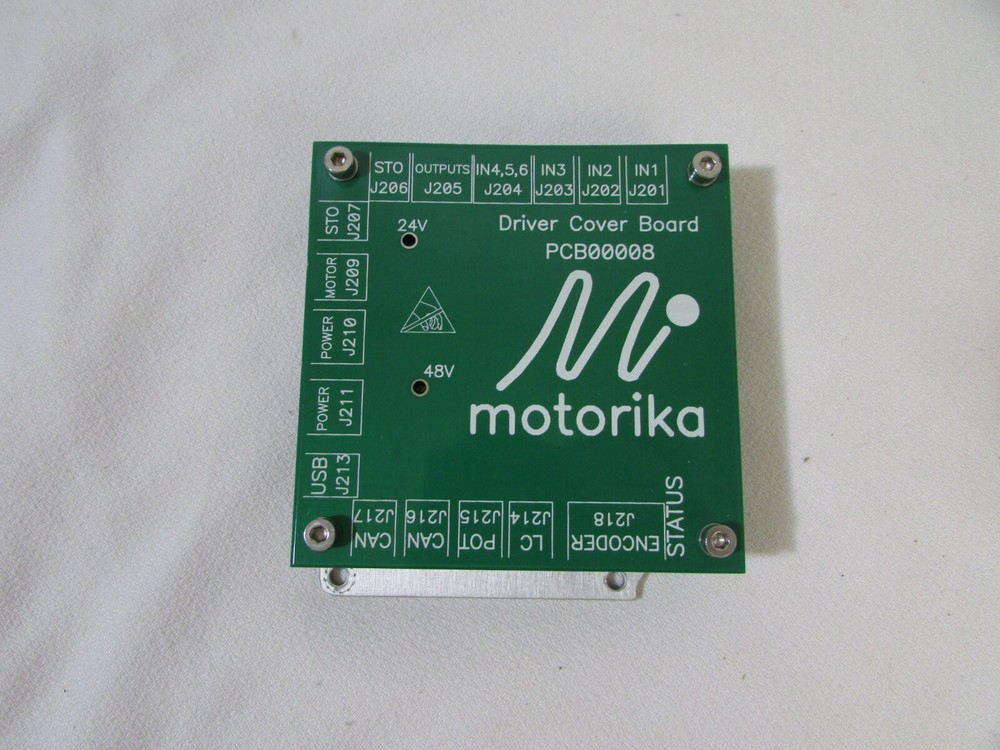 STO
J206
OUTPUTS
J205
IN4,5,6
J204
IN3
J203
IN2
J202
IN1
J201
STO
J207
24V
Driver Cover Board
PCB00008
MOTOR
J209
POWER
J210
48V
motorika
POWER
J211
USB
J213
CAN
J217
CAN
J216
POT
J215
LC
J214
ENCODER
J218
STATUS